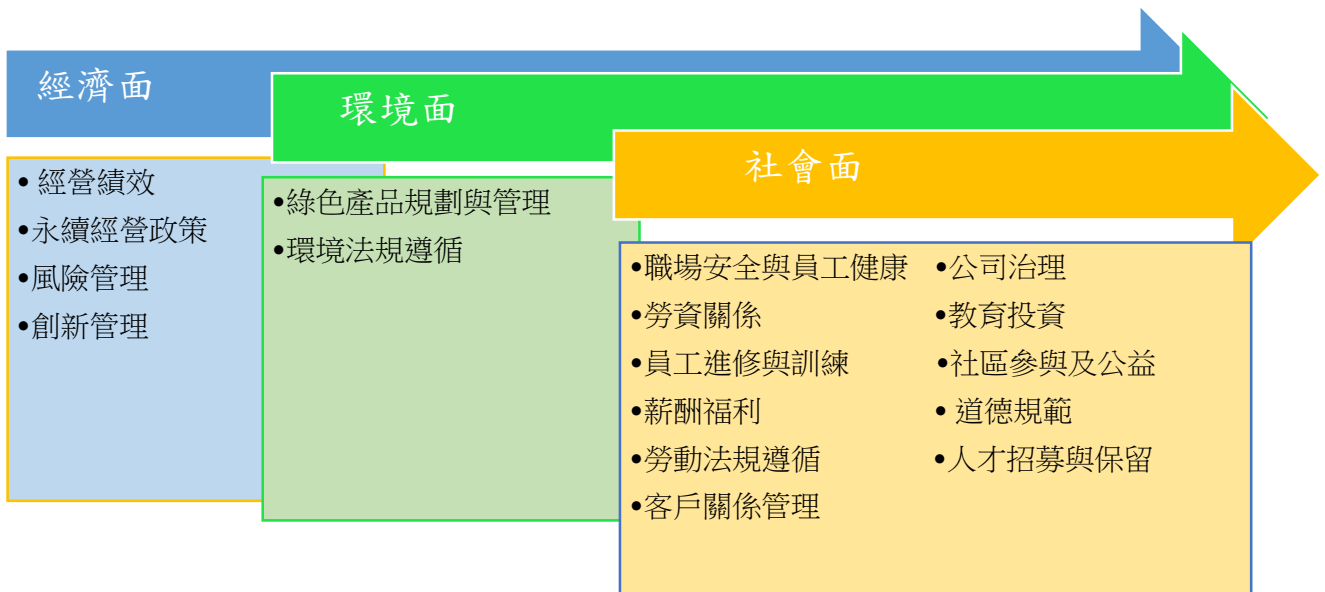 經濟面
• 經營績效
•永續經營政策
•風險管理
•創新管理
環境面
•綠色產品規劃與管理
•環境法規遵循
社會面
•職場安全與員工健康
•勞資關係
•員工進修與訓練
•薪酬福利
•勞動法規遵循
•客戶關係管理
•公司治理
•教育投資
•社區參與及公益
• 道德規範
•人才招募與保留